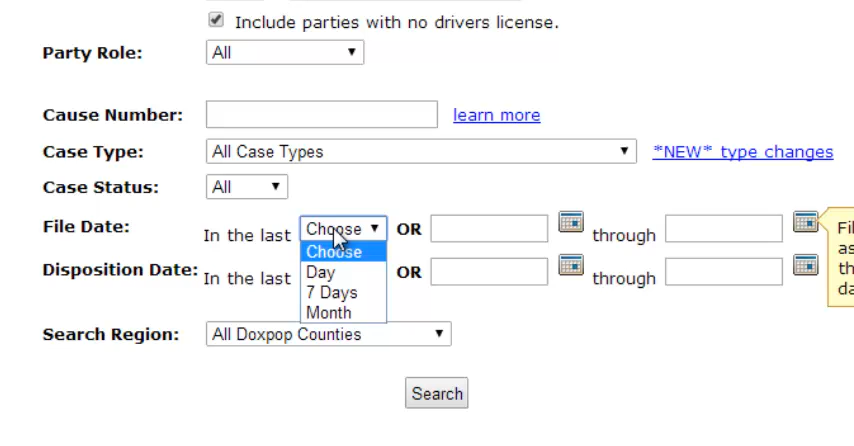 Include parties with no drivers license.
Party Role: All
Cause Number: learn more
Case Type: All Case Types *NEW* type changes
Case Status: All
File Date: In the last Choose OR through
Choose
Day
7 Days
Month
Disposition Date: In the last OR through
Search Region: All Doxpop Counties
Search